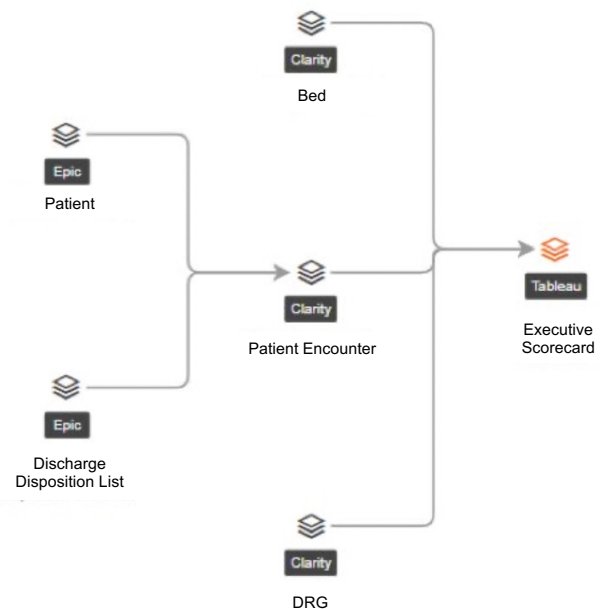 Clarity
Bed
Epic
Patient
Clarity
Patient Encounter
Tableau
Executive
Scorecard
Epic
Discharge
Disposition List
Clarity
DRG